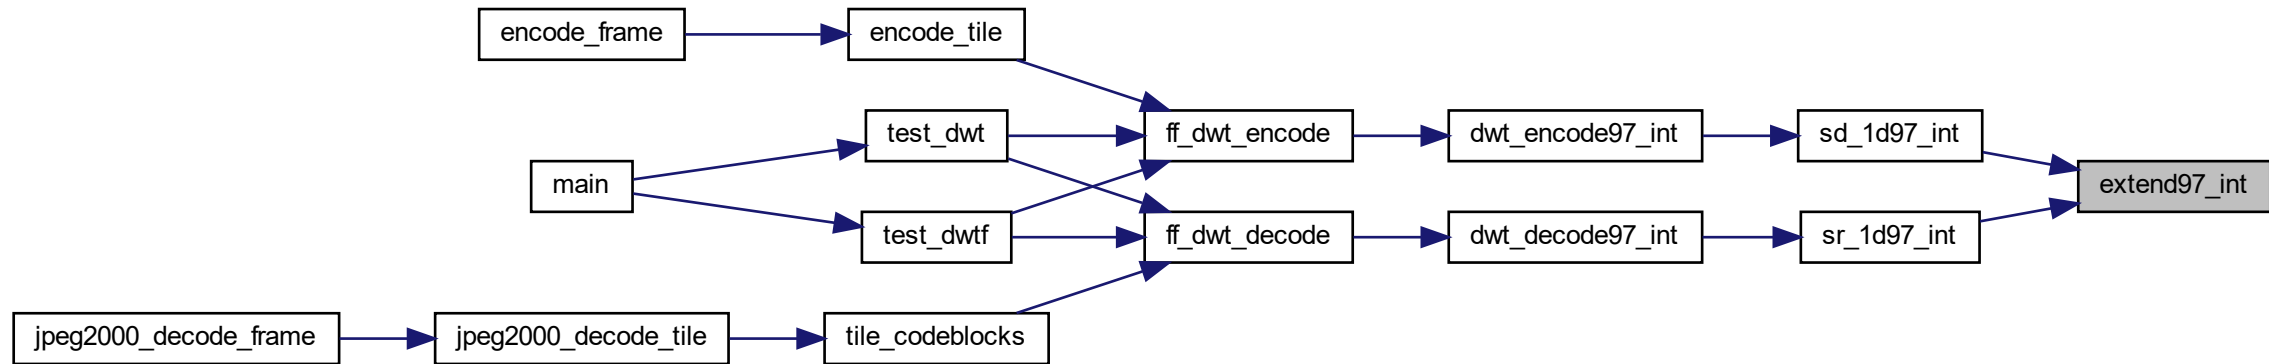 encode_frame
encode_tile
test_dwt
ff_dwt_encode
dwt_encode97_int
sd_1d97_int
main
extend97_int
test_dwtf
ff_dwt_decode
dwt_decode97_int
sr_1d97_int
jpeg2000_decode_frame
jpeg2000_decode_tile
tile_codeblocks